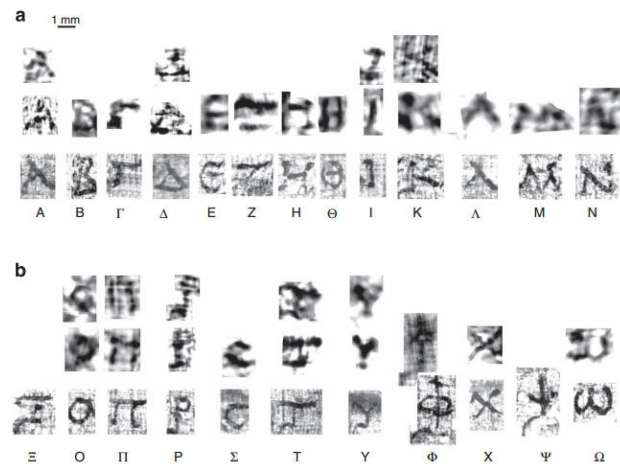 a
1 mm
Α Β Γ Δ Ε Ζ Η Θ Ι Κ Λ Μ Ν
b
Ξ Ο Π Ρ Σ Τ Υ Φ Χ Ψ Ω